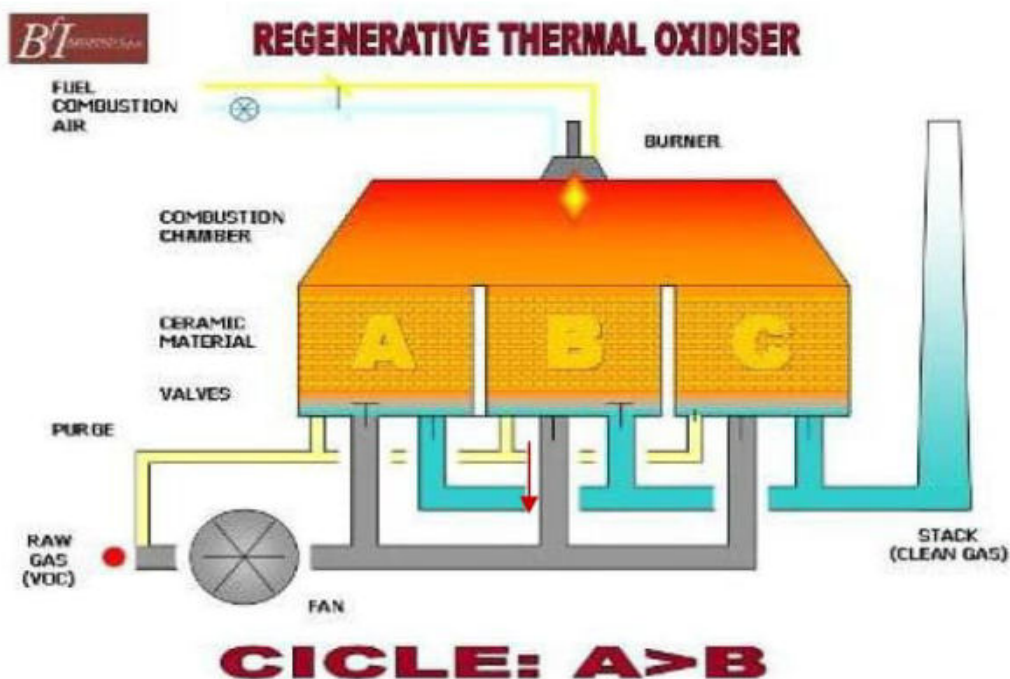 BfI
REGENERATIVE THERMAL OXIDISER
FUEL
COMBUSTION
AIR
BURNER
COMBUSTION
CHAMBER
CERAMIC
MATERIAL
A B C
VALVES
PURGE
RAW
GAS
(VOC)
FAN
STACK
(CLEAN GAS)
CICLE: A>B